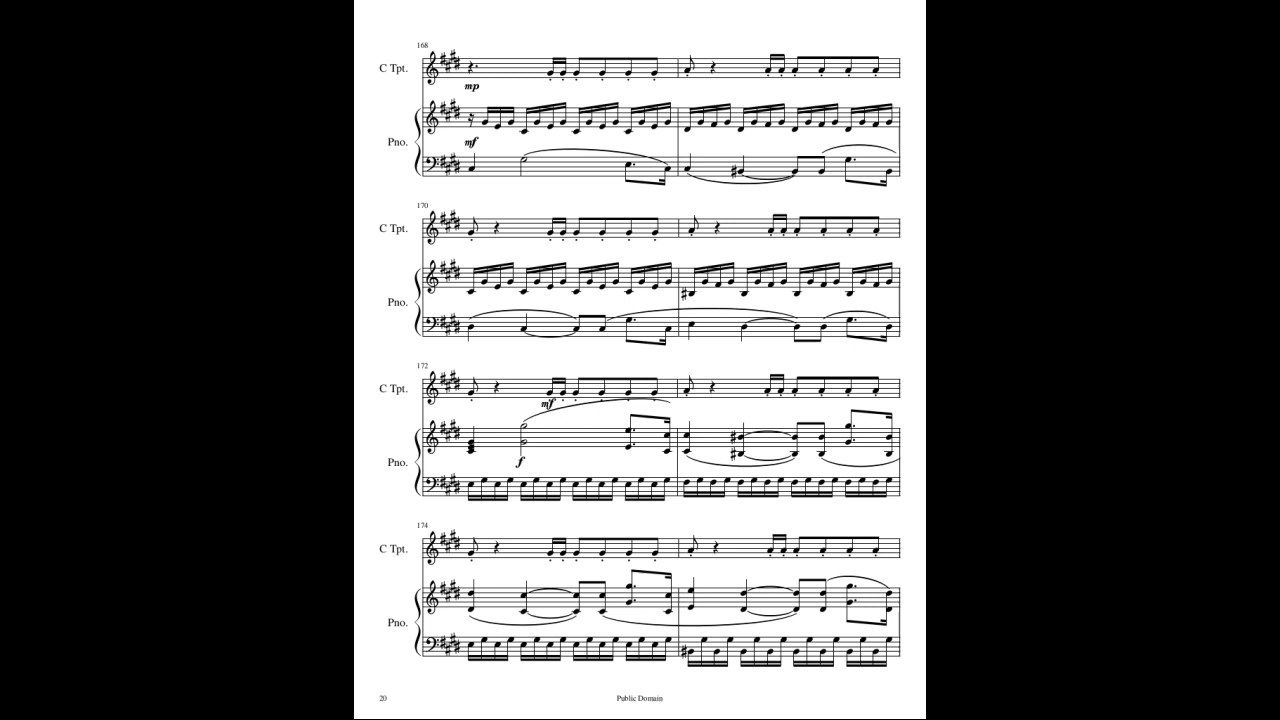 168
C Tpt.
mp
Pno.
mf
170
C Tpt.
Pno.
172
C Tpt.
mf
Pno.
f
174
C Tpt.
Pno.
20
Public Domain